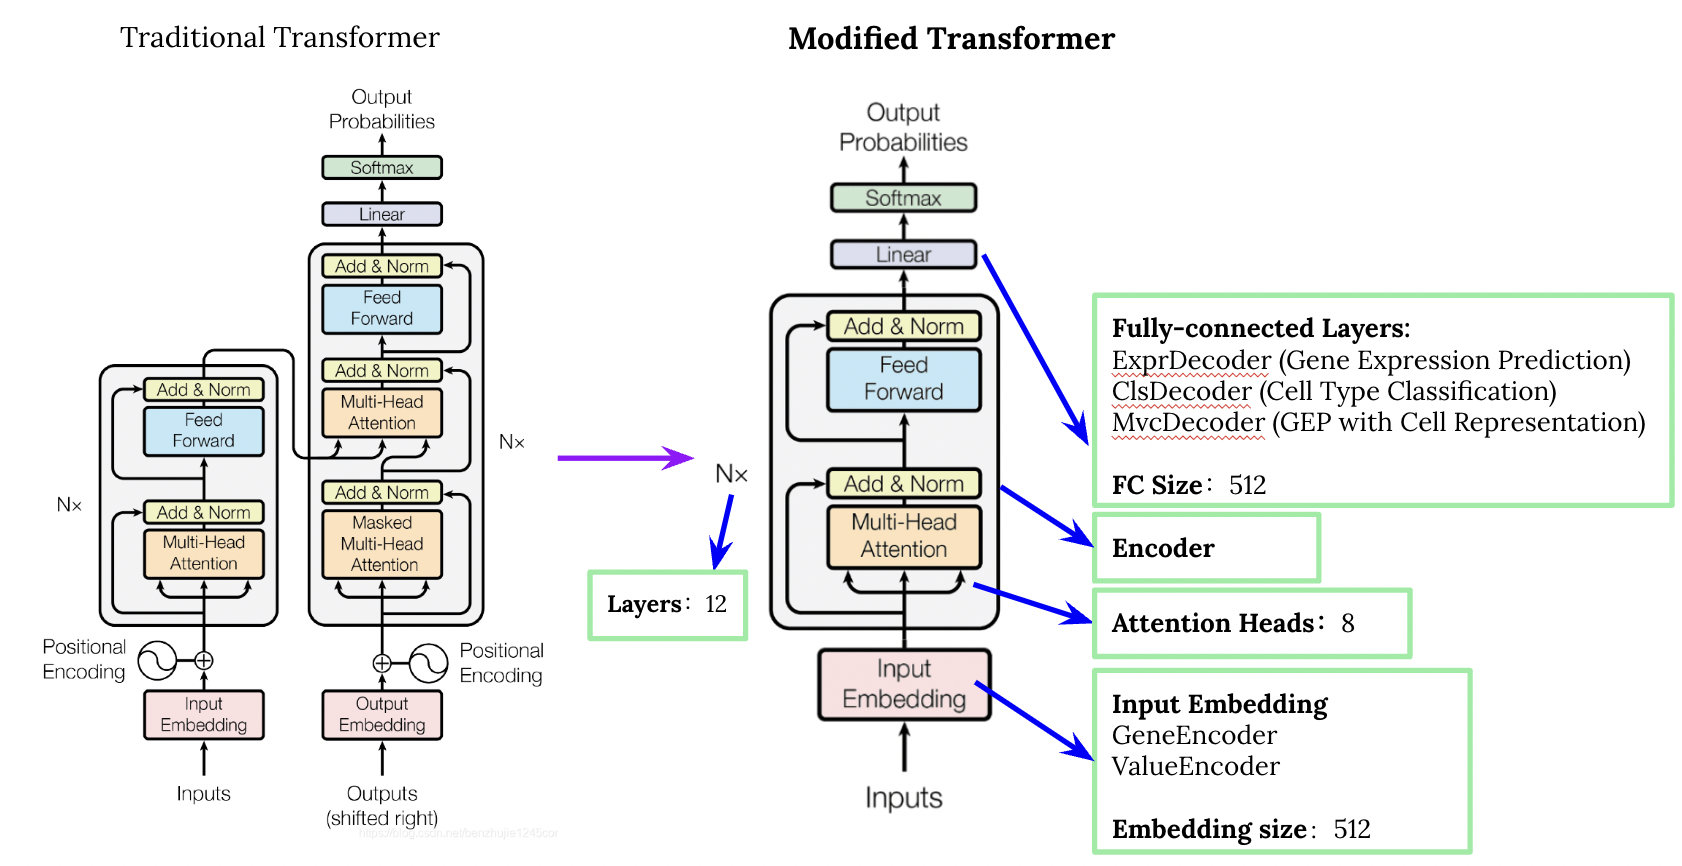 Traditional Transformer
Output
Probabilities
Softmax
Linear
Add & Norm
Feed
Forward
Add & Norm
Multi-Head
Attention
Nx
Add & Norm
Masked
Multi-Head
Attention
Add & Norm
Feed
Forward
Nx
Add & Norm
Multi-Head
Attention
Positional
Encoding
Positional
Encoding
Input
Embedding
Output
Embedding
Inputs
Outputs
(shifted right)
https://blog.csdn.net/benzhujie1245cor
Modified Transformer
Output
Probabilities
Softmax
Linear
Add & Norm
Feed
Forward
Nx
Add & Norm
Multi-Head
Attention
Input
Embedding
Inputs
Layers: 12
Fully-connected Layers:
ExprDecoder (Gene Expression Prediction)
ClsDecoder (Cell Type Classification)
MvcDecoder (GEP with Cell Representation)
FC Size: 512
Encoder
Attention Heads: 8
Input Embedding
GeneEncoder
ValueEncoder
Embedding size: 512